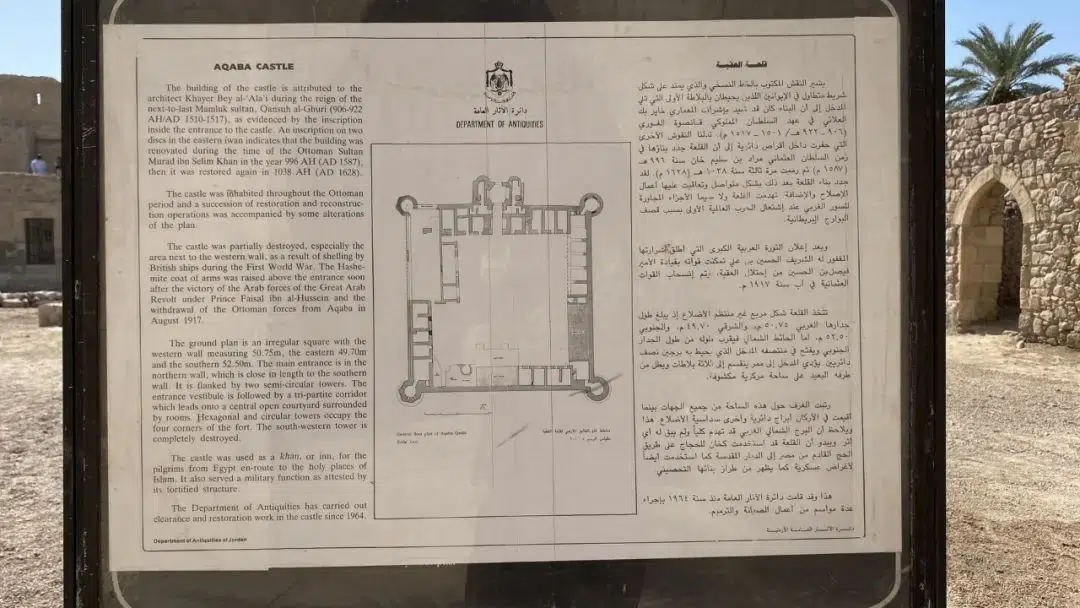 AQABA CASTLE
The building of the castle is attributed to the
architect Khayer Bey al-'Ala'i during the reign of the
next-to-last Mamluk sultan, Qansuh al-Ghuri (906-922
AH/AD 1510-1517), as evidenced by the inscription
inside the entrance to the castle. An inscription on two
discs in the eastern iwan indicates that the building was
renovated during the time of the Ottoman Sultan
Murad ibn Selim Khan in the year 996 AH (AD 1587),
then it was restored again in 1038 AH (AD 1628).
The castle was inhabited throughout the Ottoman
period and a succession of restoration and reconstruc-
tion operations was accompanied by some alterations
of the plan.
The castle was partially destroyed, especially the
area next to the western wall, as a result of shelling by
British ships during the First World War. The Hashe-
mite coat of arms was raised above the entrance soon
after the victory of the Arab forces of the Great Arab
Revolt under Prince Faisal ibn al-Hussein and the
withdrawal of the Ottoman forces from Aqaba in
August 1917.
The ground plan is an irregular square with the
western wall measuring 50.75m, the eastern 49.70m
and the southern 52.50m. The main entrance is in the
northern wall, which is close in length to the southern
wall. It is flanked by two semi-circular towers. The
entrance vestibule is followed by a tri-partite corridor
which leads onto a central open courtyard surrounded
by rooms. Hexagonal and circular towers occupy the
four corners of the fort. The south-western tower is
completely destroyed.
The castle was used as a khan, or inn, for the
pilgrims from Egypt en-route to the holy places of
Islam. It also served a military function as attested by
its fortified structure.
The Department of Antiquities has carried out
clearance and restoration work in the castle since 1964.
Department of Antiquities of Jordan
دائرة الآثار العامة
DEPARTMENT OF ANTIQUITIES
General floor plan of Aqaba Qasaba
قلعة العقبة
يشير النقش المكتوب بالخط النسخي والذي يمتد على شكل
شريط متطاول في الإيوانين اللذين يحيطان بالبلاطة الأولى التي تلي
المدخل إلى أن البناء كان قد شيد بإشراف المعماري خاير بك
العلائي في عهد السلطان المملوكي قانصوة الغوري
(٩٠٦-٩٢٢ هـ/ ١٥٠١-١٥١٧ م). تدلنا النقوش الأخرى
التي حفرت داخل أقراص دائرية إلى أن القلعة جدد بناؤها في
زمن السلطان العثماني مراد بن سليم خان سنة ٩٩٦ هـ
(١٥٨٧ م) ثم رممت مرة ثالثة سنة ١٠٣٨ هـ (١٦٢٨ م). لقد
جدد بناء القلعة بعد ذلك بشكل متواصل وتعاقبت عليها أعمال
الإصلاح والإضافة تهدمت القلعة ولا سيما الأجزاء المجاورة
للسور الغربي عند إشتعال الحرب العالمية الأولى بسبب قصف
البوارج البريطانية.
وبعد إعلان الثورة العربية الكبرى التي أطلق شرارتها
المغفور له الشريف الحسين بن علي تمكنت قواته بقيادة الأمير
فيصل بن الحسين من إحتلال العقبة، وتم إنسحاب القوات
العثمانية في آب سنة ١٩١٧ م.
تتخذ القلعة شكل مربع غير منتظم الأضلاع إذ يبلغ طول
جدارها الغربي ٥٠,٧٥ م، والشرقي ٤٩,٧٠ م، والجنوبي
٥٢,٥٠ م، أما الحائط الشمالي فيقرب طوله من طول الجدار
الجنوبي ويفتح في منتصفه المدخل الذي يحيط به برجين نصف
دائريين. يؤدي المدخل إلى ممر ينقسم إلى ثلاثة بلاطات ويطل من
طرفه البعيد على ساحة مركزية مكشوفة.
رتبت الغرف حول هذه الساحة من جميع الجهات بينما
أقيمت في الأركان أبراج دائرية وأخرى سداسية الأضلاع. هذا
ويلاحظ أن البرج الشمالي الغربي قد تهدم كلياً ولم يبق له أي
أثر ويبدو أن القلعة قد استخدمت كخان للحجاج على طريق
الحج القادم من مصر إلى الديار المقدسة كما استخدمت أيضاً
لأغراض عسكرية كما يظهر من طراز بنائها التحصيني
هذا وقد قامت دائرة الآثار العامة منذ سنة ١٩٦٤ بإجراء
عدة مواسم من أعمال الصيانة والترميم.
دائرة الآثار العامة الأردنية